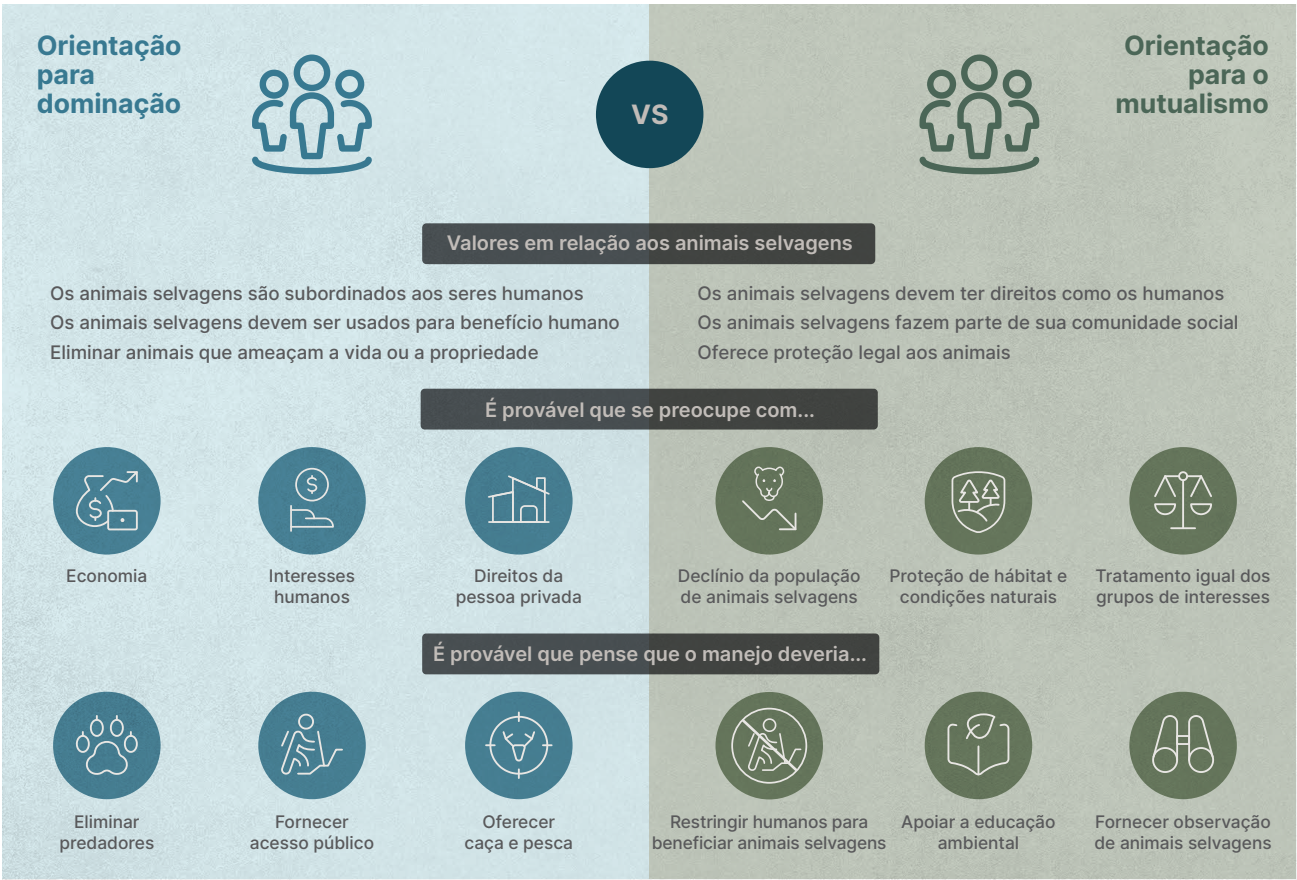 Orientação
para
dominação
VS
Orientação
para o
mutualismo
Valores em relação aos animais selvagens
Os animais selvagens são subordinados aos seres humanos
Os animais selvagens devem ser usados para benefício humano
Eliminar animais que ameaçam a vida ou a propriedade
Os animais selvagens devem ter direitos como os humanos
Os animais selvagens fazem parte de sua comunidade social
Oferece proteção legal aos animais
É provável que se preocupe com...
$
Economia
$
Interesses
humanos
Direitos da
pessoa privada
Declínio da população
de animais selvagens
Proteção de hábitat e
condições naturais
Tratamento igual dos
grupos de interesses
É provável que pense que o manejo deveria...
Eliminar
predadores
Fornecer
acesso público
Oferecer
caça e pesca
Restringir humanos para
beneficiar animais selvagens
Apoiar a educação
ambiental
Fornecer observação
de animais selvagens